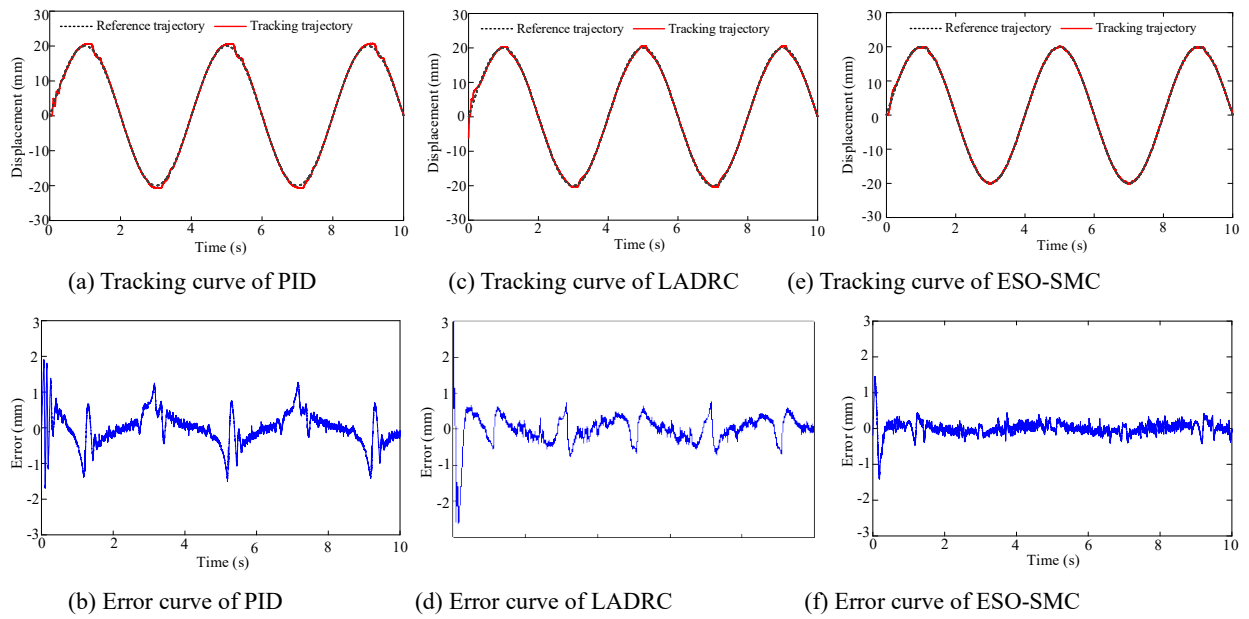 Reference trajectory Tracking trajectory
30
20
10
0
-10
-20
-30
0 2 4 6 8 10
Displacement (mm)
Time (s)
(a) Tracking curve of PID
Reference trajectory Tracking trajectory
30
20
10
0
-10
-20
-30
0 2 4 6 8 10
Displacement (mm)
Time (s)
(c) Tracking curve of LADRC
Reference trajectory Tracking trajectory
30
20
10
0
-10
-20
-30
0 2 4 6 8 10
Displacement (mm)
Time (s)
(e) Tracking curve of ESO-SMC
3
2
1
0
-1
-2
-3
0 2 4 6 8 10
Error (mm)
Time (s)
(b) Error curve of PID
3
2
1
0
-1
-2
Error (mm)
(d) Error curve of LADRC
3
2
1
0
-1
-2
-3
0 2 4 6 8 10
Error (mm)
Time (s)
(f) Error curve of ESO-SMC